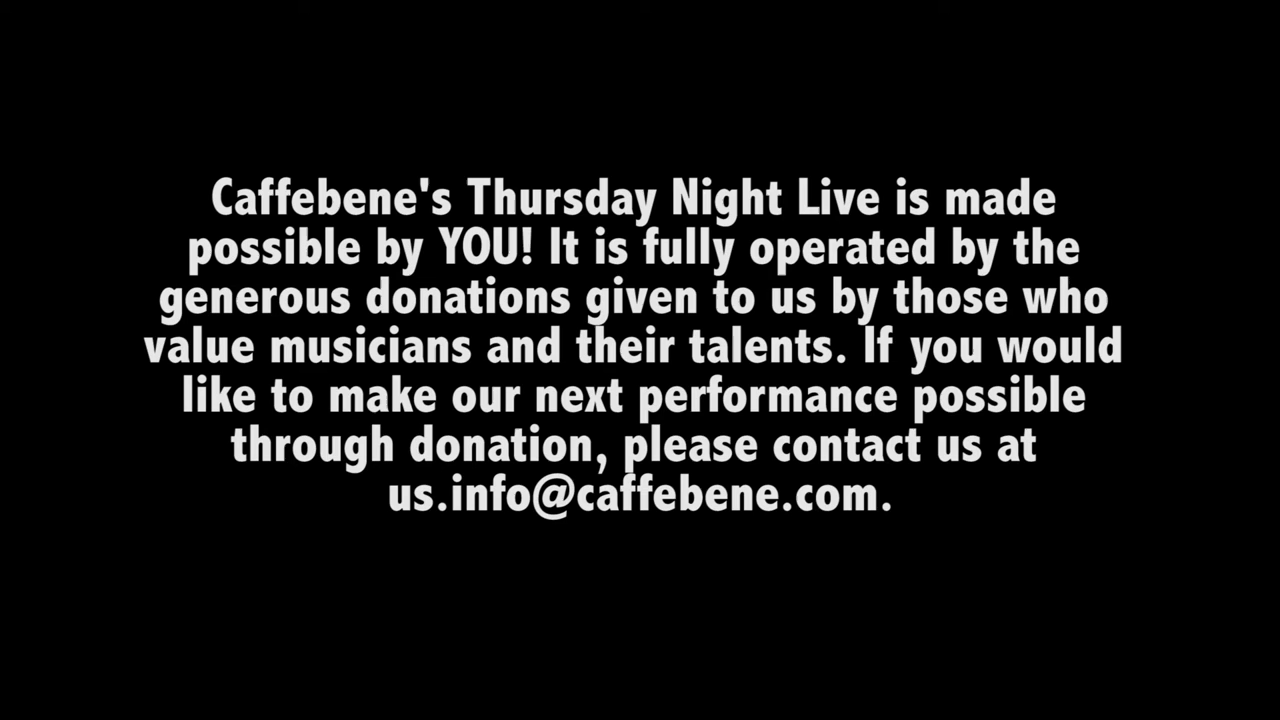 Caffebene's Thursday Night Live is made
possible by YOU! It is fully operated by the
generous donations given to us by those who
value musicians and their talents. If you would
like to make our next performance possible
through donation, please contact us at
us.info@caffebene.com.